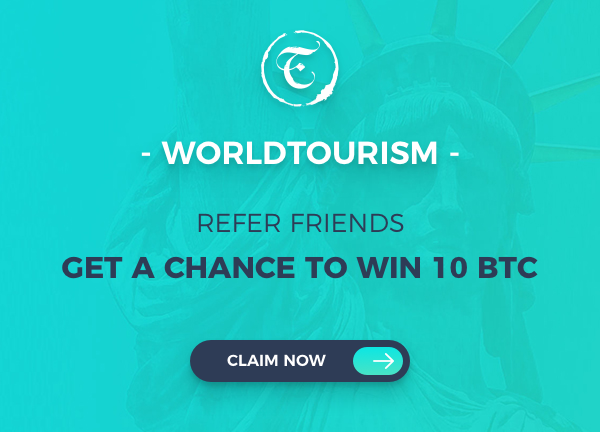 - WORLDTOURISM -
REFER FRIENDS
GET A CHANCE TO WIN 10 BTC
CLAIM NOW